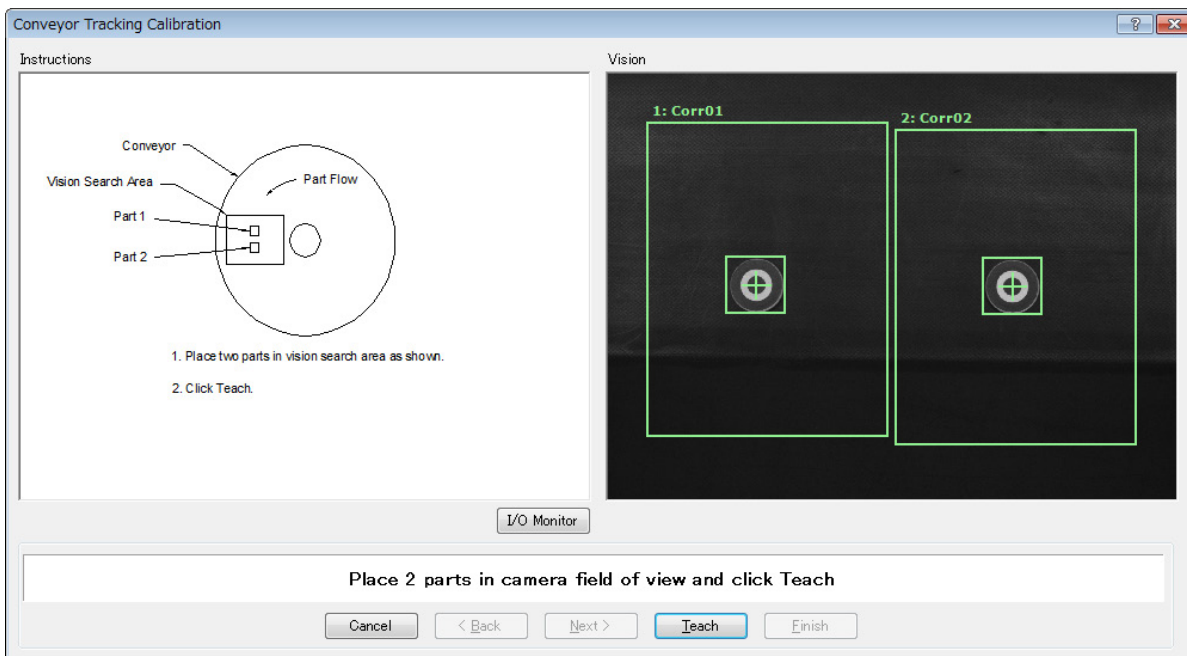 Conveyor Tracking Calibration
Instructions
Conveyor
Part Flow
Vision Search Area
Part 1
Part 2
1. Place two parts in vision search area as shown.
2. Click Teach.
I/O Monitor
Vision
1: Corr01
2: Corr02
Place 2 parts in camera field of view and click Teach
Cancel
< Back
Next >
Teach
Finish